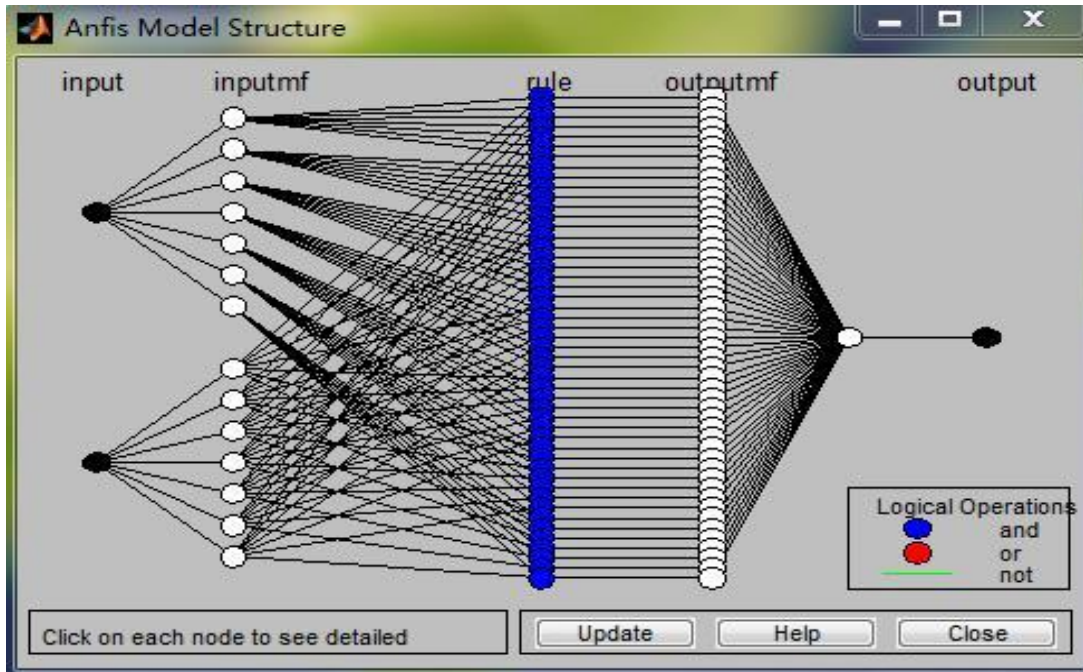 Anfis Model Structure
input inputmf rule outputmf output
Logical Operations
and
or
not
Click on each node to see detailed
Update Help Close